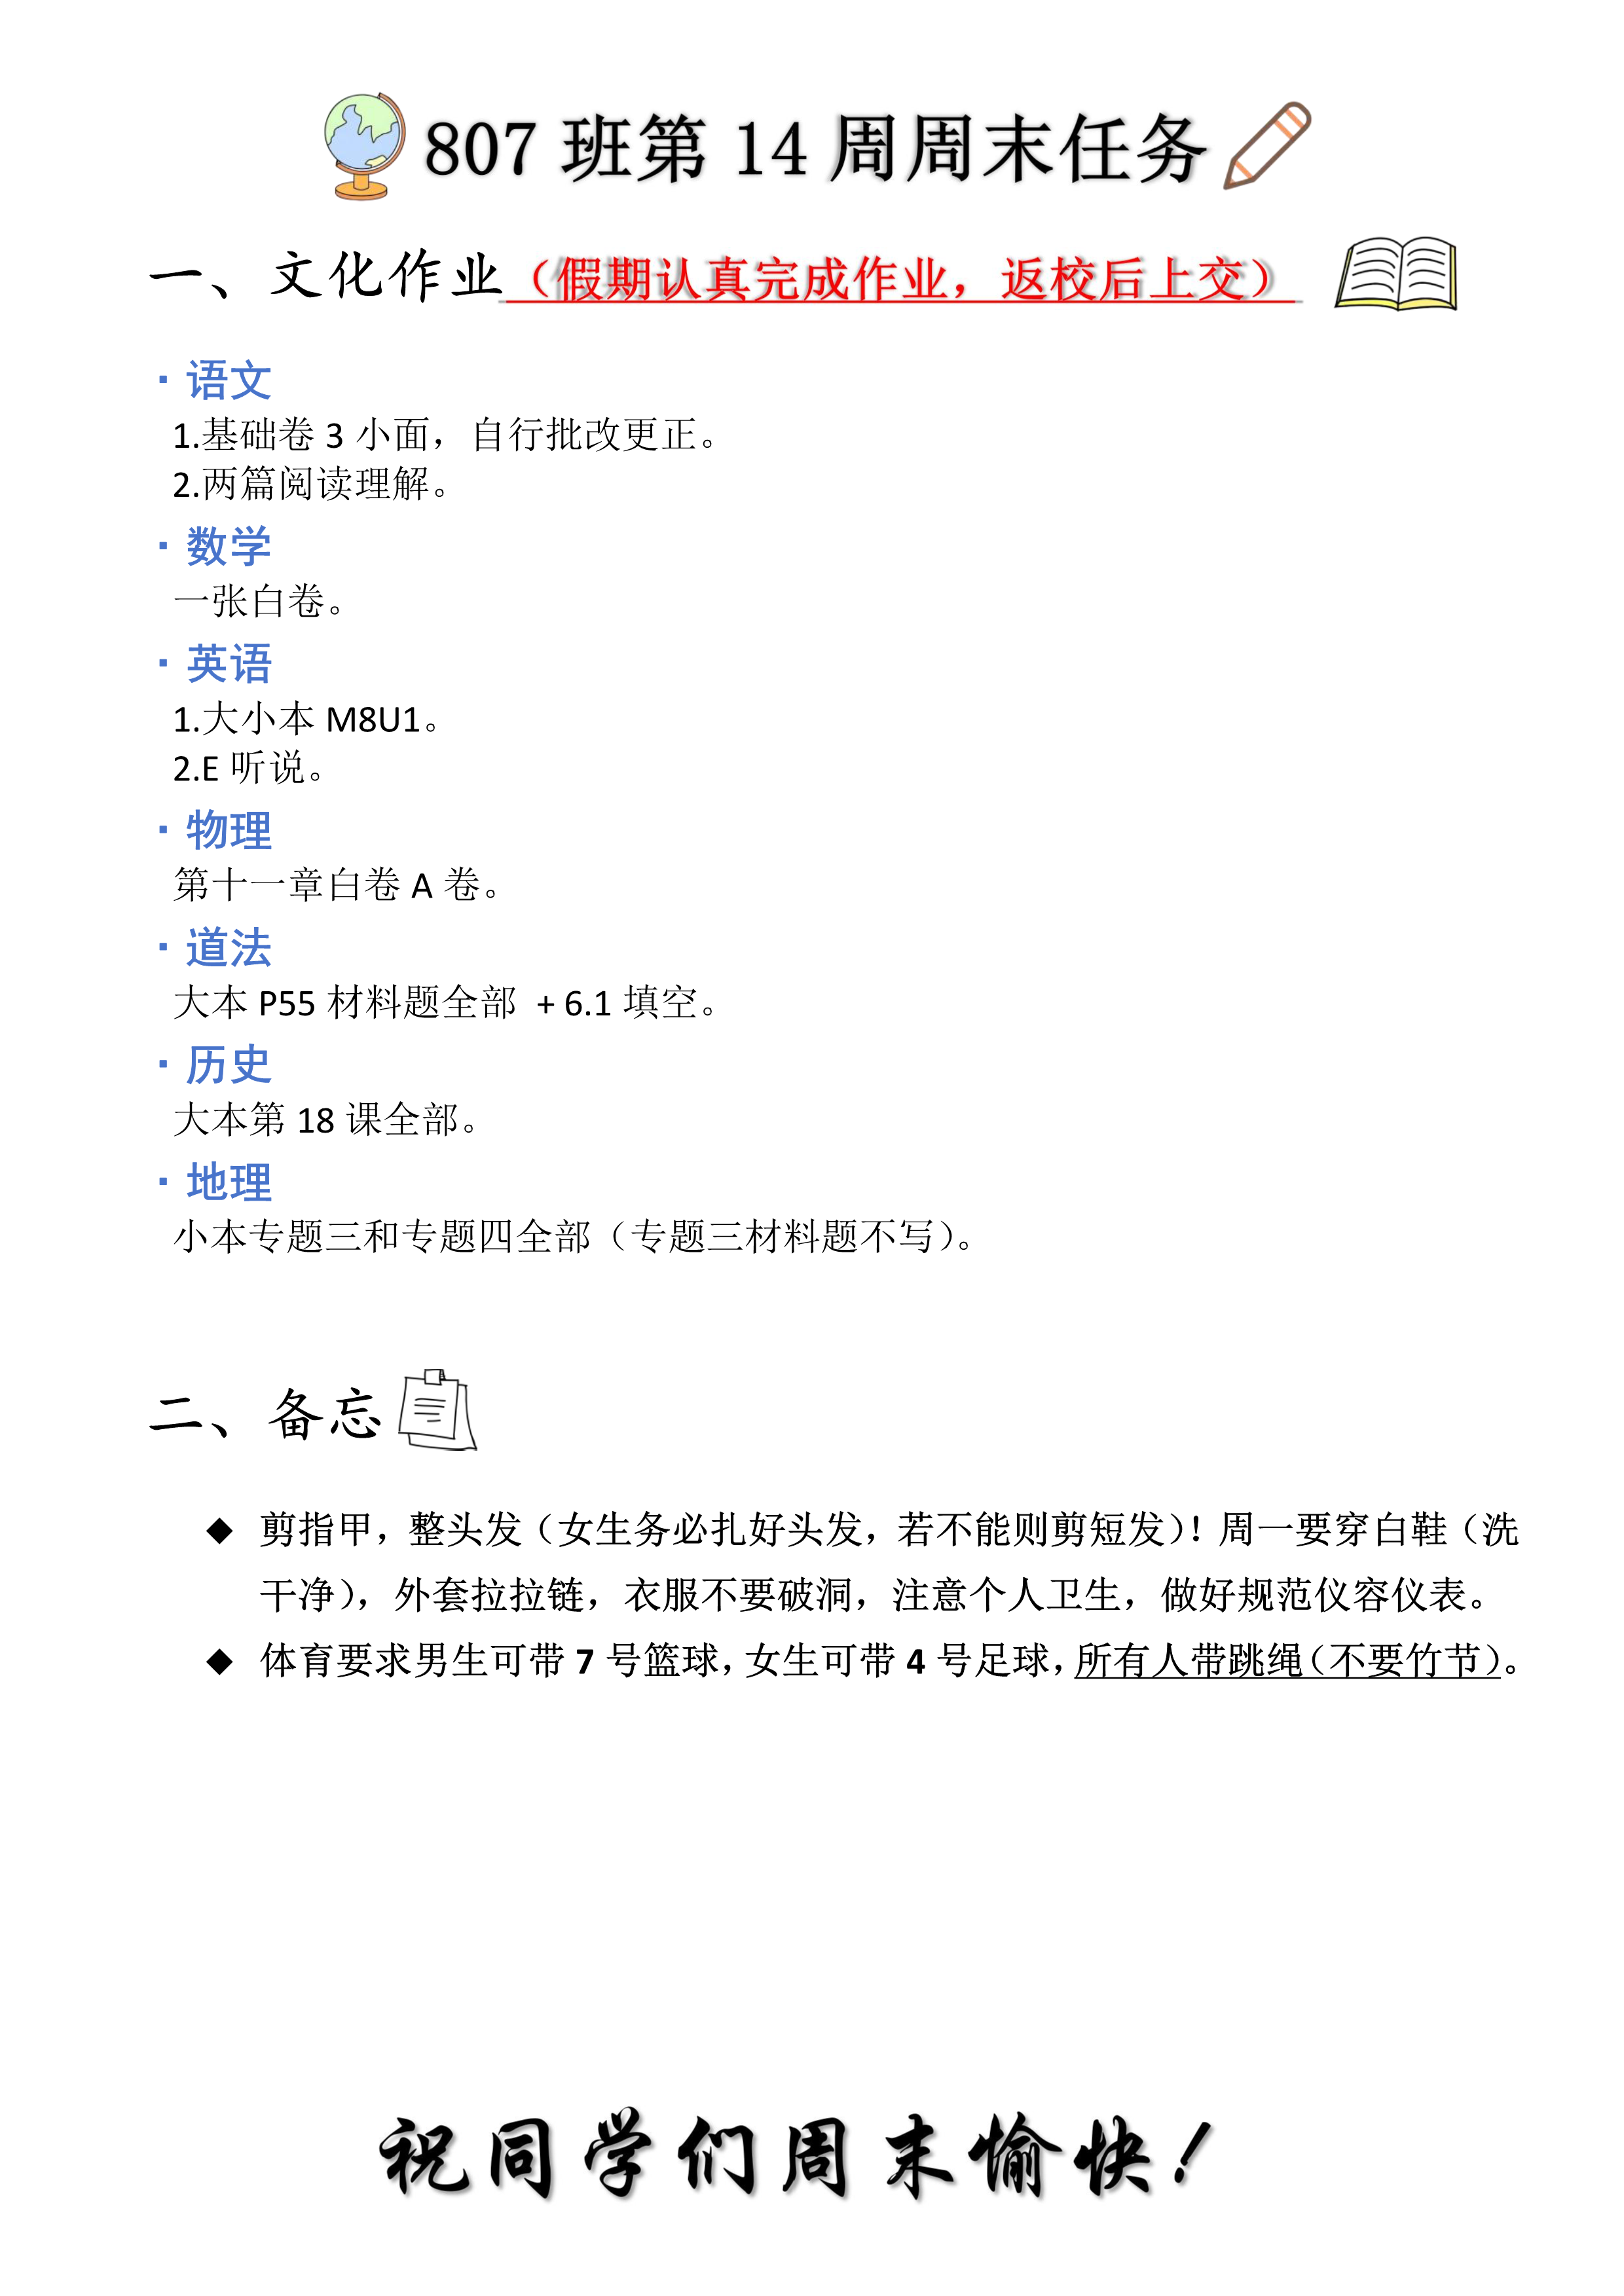 807 班第 14 周周末任务
一、文化作业（假期认真完成作业，返校后上交）
· 语文
1.基础卷 3 小面，自行批改更正。
2.两篇阅读理解。
· 数学
一张白卷。
· 英语
1.大小本 M8U1。
2.E 听说。
· 物理
第十一章白卷 A 卷。
· 道法
大本 P55 材料题全部 + 6.1 填空。
· 历史
大本第 18 课全部。
· 地理
小本专题三和专题四全部（专题三材料题不写）。
二、备忘
◆ 剪指甲，整头发（女生务必扎好头发，若不能则剪短发）！周一要穿白鞋（洗
干净），外套拉拉链，衣服不要破洞，注意个人卫生，做好规范仪容仪表。
◆ 体育要求男生可带 7 号篮球，女生可带 4 号足球，所有人带跳绳（不要竹节）。
祝同学们周末愉快！